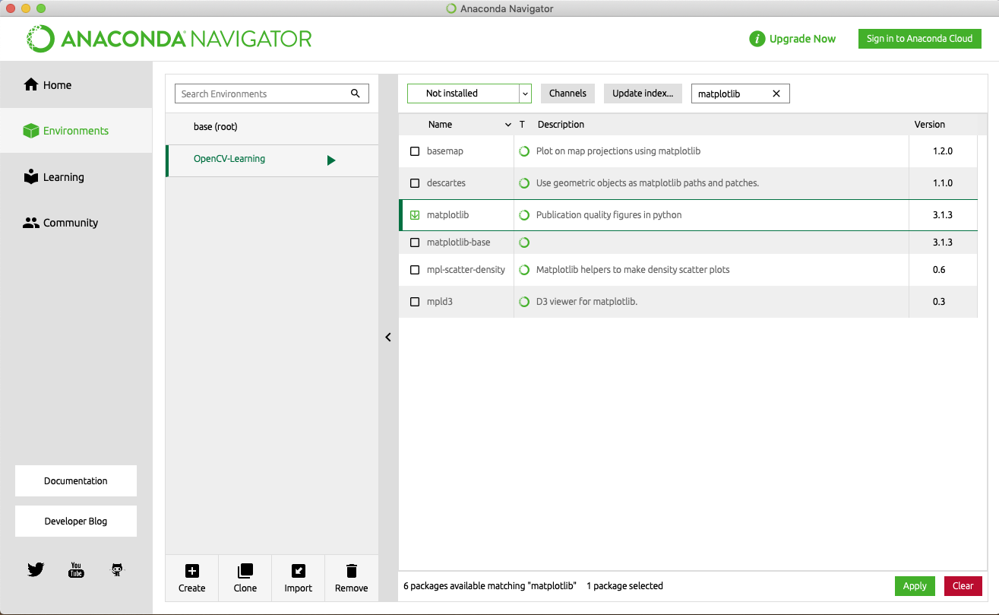 Anaconda Navigator
ANACONDA NAVIGATOR
i Upgrade Now
Sign in to Anaconda Cloud
Home
Environments
Learning
Community
Documentation
Developer Blog
You Tube
Search Environments
base (root)
OpenCV-Learning
Create Clone Import Remove
Not installed Channels Update index... matplotlib
Name T Description Version
basemap Plot on map projections using matplotlib 1.2.0
descartes Use geometric objects as matplotlib paths and patches. 1.1.0
matplotlib Publication quality figures in python 3.1.3
matplotlib-base 3.1.3
mpl-scatter-density Matplotlib helpers to make density scatter plots 0.6
mpld3 D3 viewer for matplotlib. 0.3
6 packages available matching "matplotlib" 1 package selected
Apply Clear